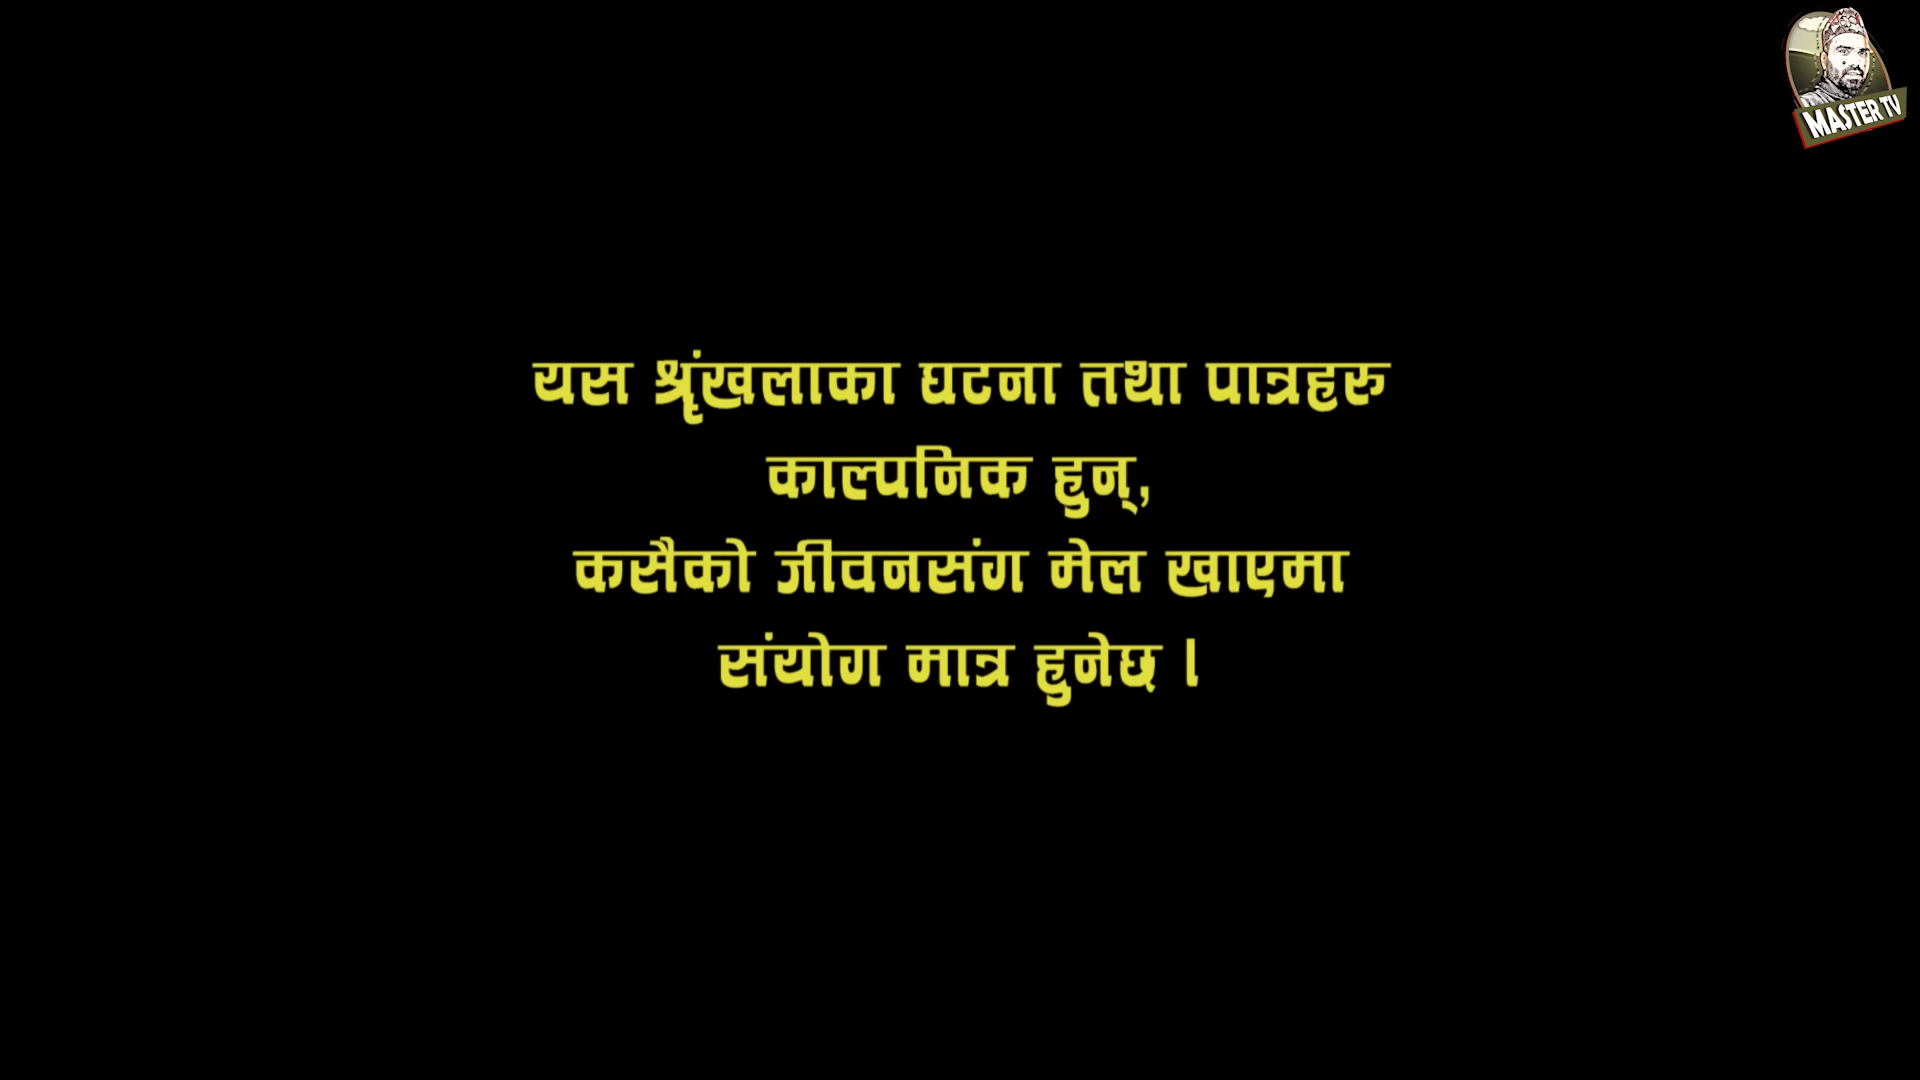 MASTER TV
यस श्रृंखलाका घटना तथा पात्रहरु
काल्पनिक हुन्,
कसैको जीवनसंग मेल खाएमा
संयोग मात्र हुनेछ ।